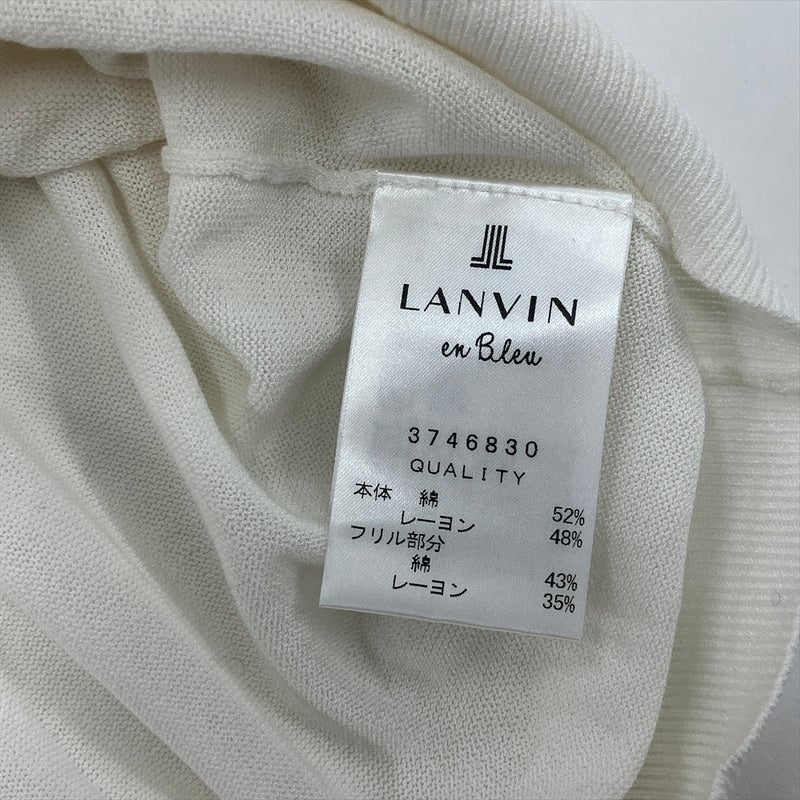 LANVIN
en Bleu
3746830
QUALITY
本体 綿 52%
レーヨン 48%
フリル部分
綿 43%
レーヨン 35%